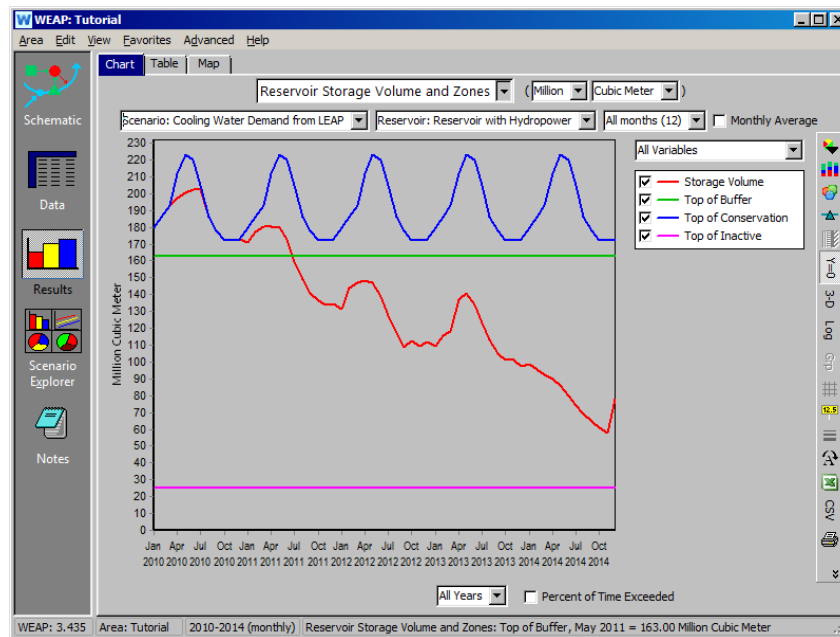 WEAP: Tutorial
Area Edit View Favorites Advanced Help
Chart Table Map
Reservoir Storage Volume and Zones ( Million Cubic Meter )
Scenario: Cooling Water Demand from LEAP Reservoir: Reservoir with Hydropower All months (12) Monthly Average
Schematic
Data
Results
Scenario
Explorer
Notes
All Variables
Storage Volume
Top of Buffer
Top of Conservation
Top of Inactive
Million Cubic Meter
230
220
210
200
190
180
170
160
150
140
130
120
110
100
90
80
70
60
50
40
30
20
10
0
Jan Apr Jul Oct Jan Apr Jul Oct Jan Apr Jul Oct Jan Apr Jul Oct Jan Apr Jul Oct
2010 2010 2010 2010 2011 2011 2011 2011 2012 2012 2012 2012 2013 2013 2013 2013 2014 2014 2014 2014
Y=0
3-D
Log
Grp
12.5
A
CSV
All Years Percent of Time Exceeded
WEAP: 3.435 Area: Tutorial 2010-2014 (monthly) Reservoir Storage Volume and Zones: Top of Buffer, May 2011 = 163.00 Million Cubic Meter